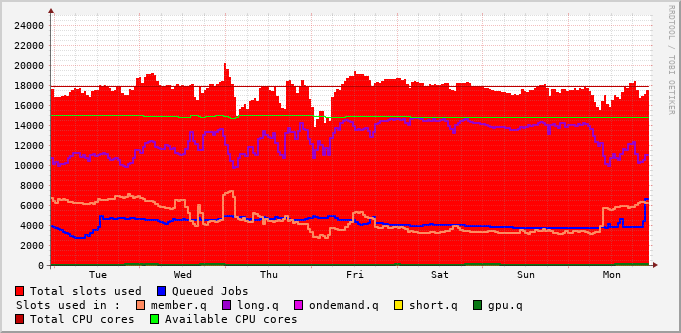 RRDTOOL / TOBI OETIKER
24000
22000
20000
18000
16000
14000
12000
10000
8000
6000
4000
2000
0
Tue Wed Thu Fri Sat Sun Mon
Total slots used Queued Jobs
Slots used in : member.q long.q ondemand.q short.q gpu.q
Total CPU cores Available CPU cores